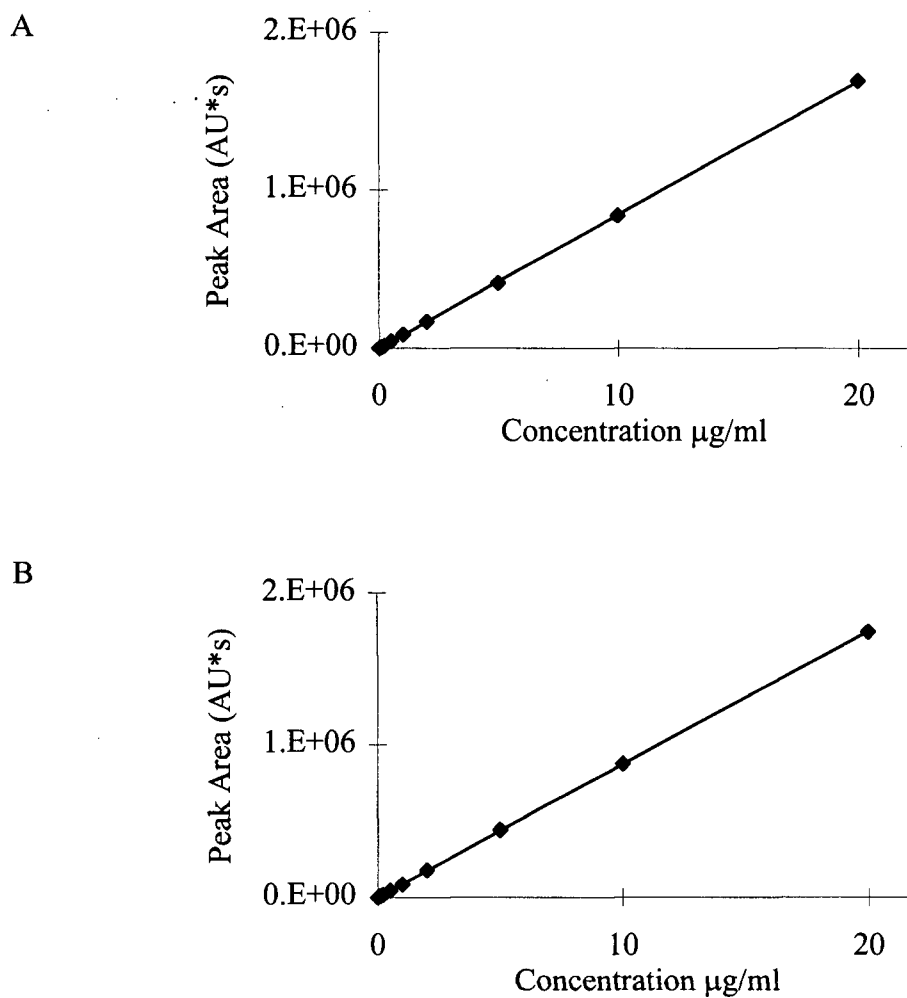 A
2.E+06
1.E+06
0.E+00
Peak Area (AU*s)
0 10 20
Concentration µg/ml
B
2.E+06
1.E+06
0.E+00
Peak Area (AU*s)
0 10 20
Concentration µg/ml